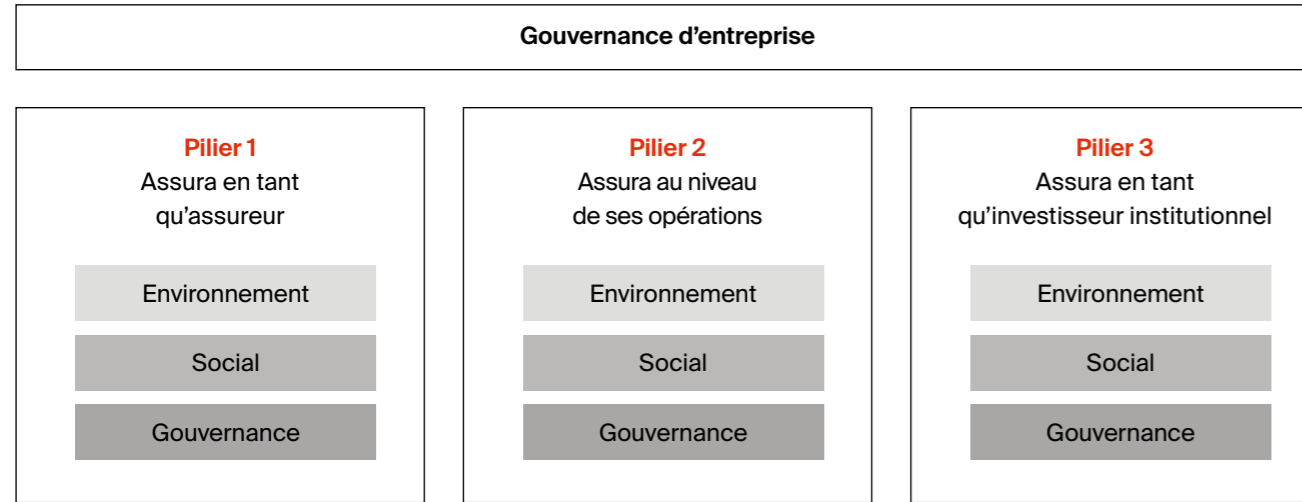 Gouvernance d’entreprise
Pilier 1
Assura en tant
qu’assureur
Environnement
Social
Gouvernance
Pilier 2
Assura au niveau
de ses opérations
Environnement
Social
Gouvernance
Pilier 3
Assura en tant
qu’investisseur institutionnel
Environnement
Social
Gouvernance